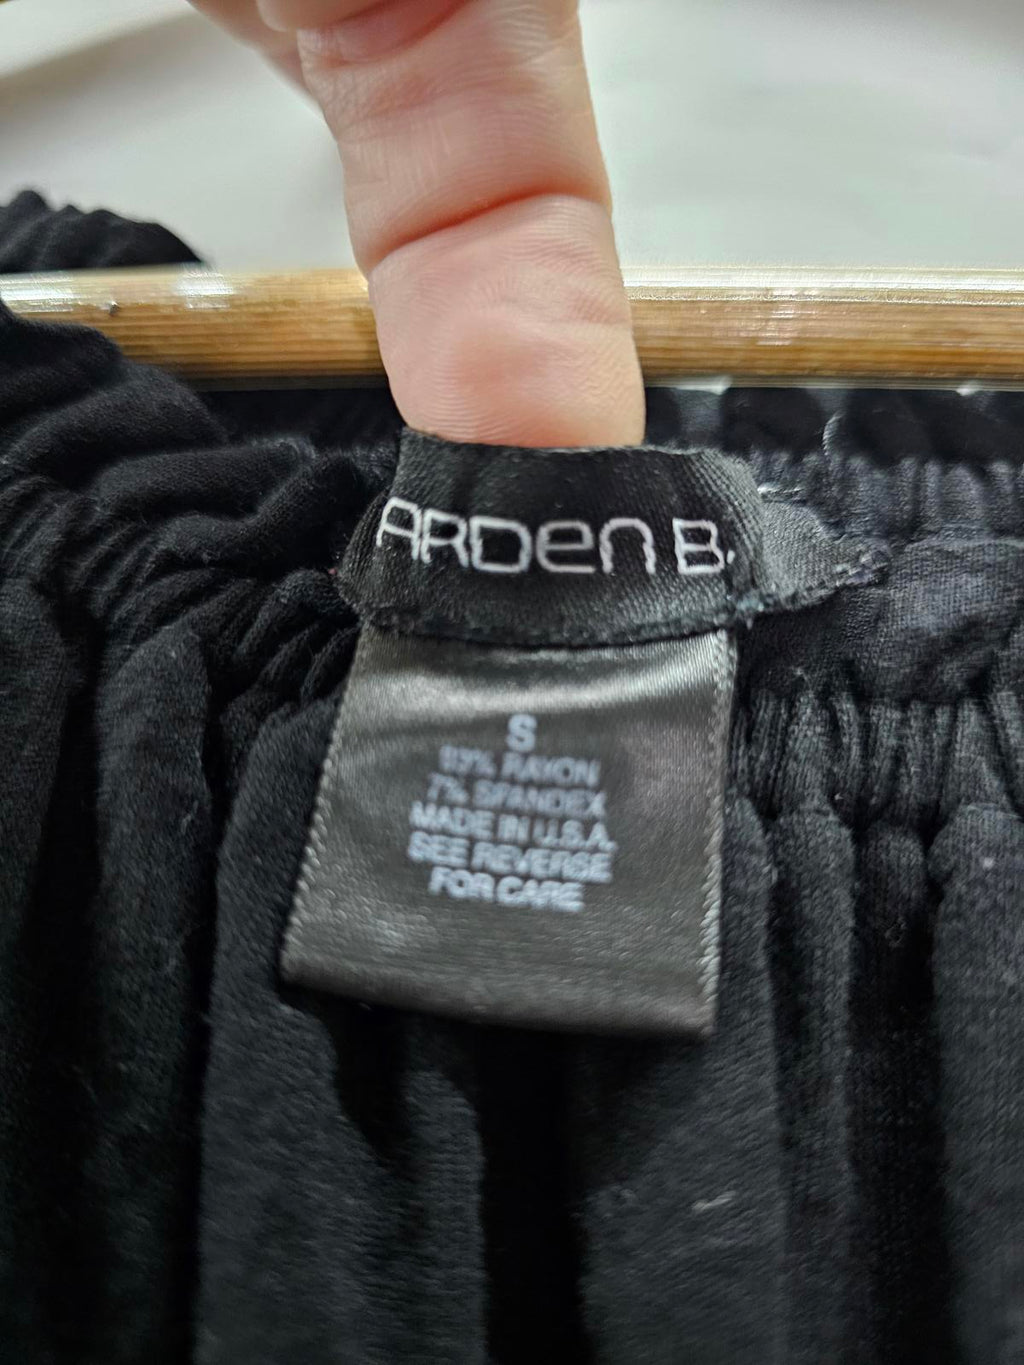 ARDEN B.
S
93% RAYON
7% SPANDEX
MADE IN U.S.A.
SEE REVERSE
FOR CARE